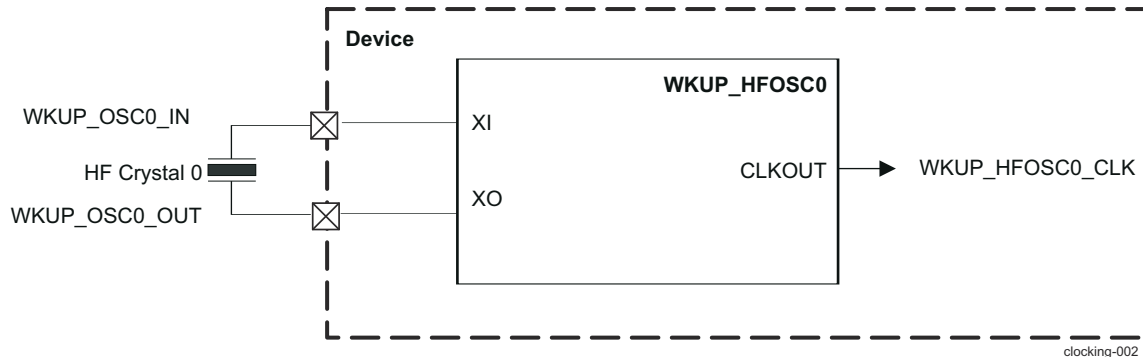 Device
WKUP_HFOSC0
WKUP_OSC0_IN
XI
HF Crystal 0
CLKOUT
WKUP_HFOSC0_CLK
XO
WKUP_OSC0_OUT
clocking-002